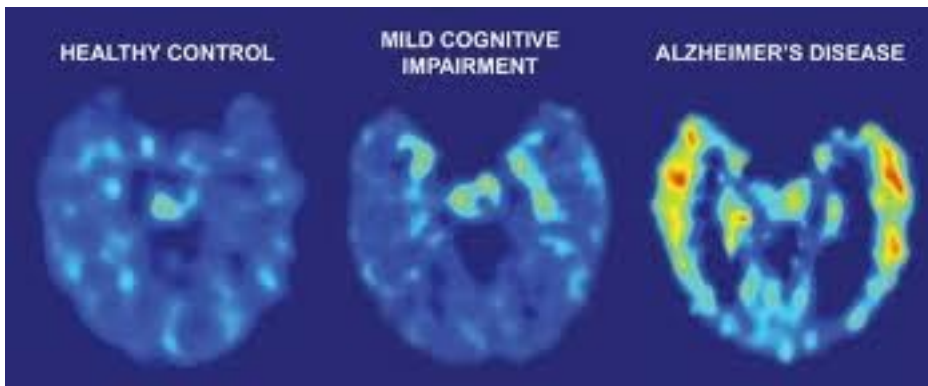 HEALTHY CONTROL
MILD COGNITIVE
IMPAIRMENT
ALZHEIMER'S DISEASE